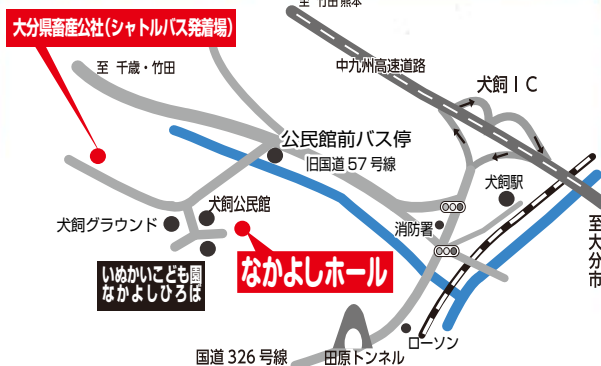 至 竹田 熊本
大分県畜産公社(シャトルバス発着場)
至 千歳・竹田
中九州高速道路
犬飼IC
公民館前バス停
旧国道57号線
犬飼駅
犬飼公民館
犬飼グラウンド
消防署
至大分市
なかよしホール
いぬかいこども園
なかよしひろば
ローソン
国道326号線
田原トンネル